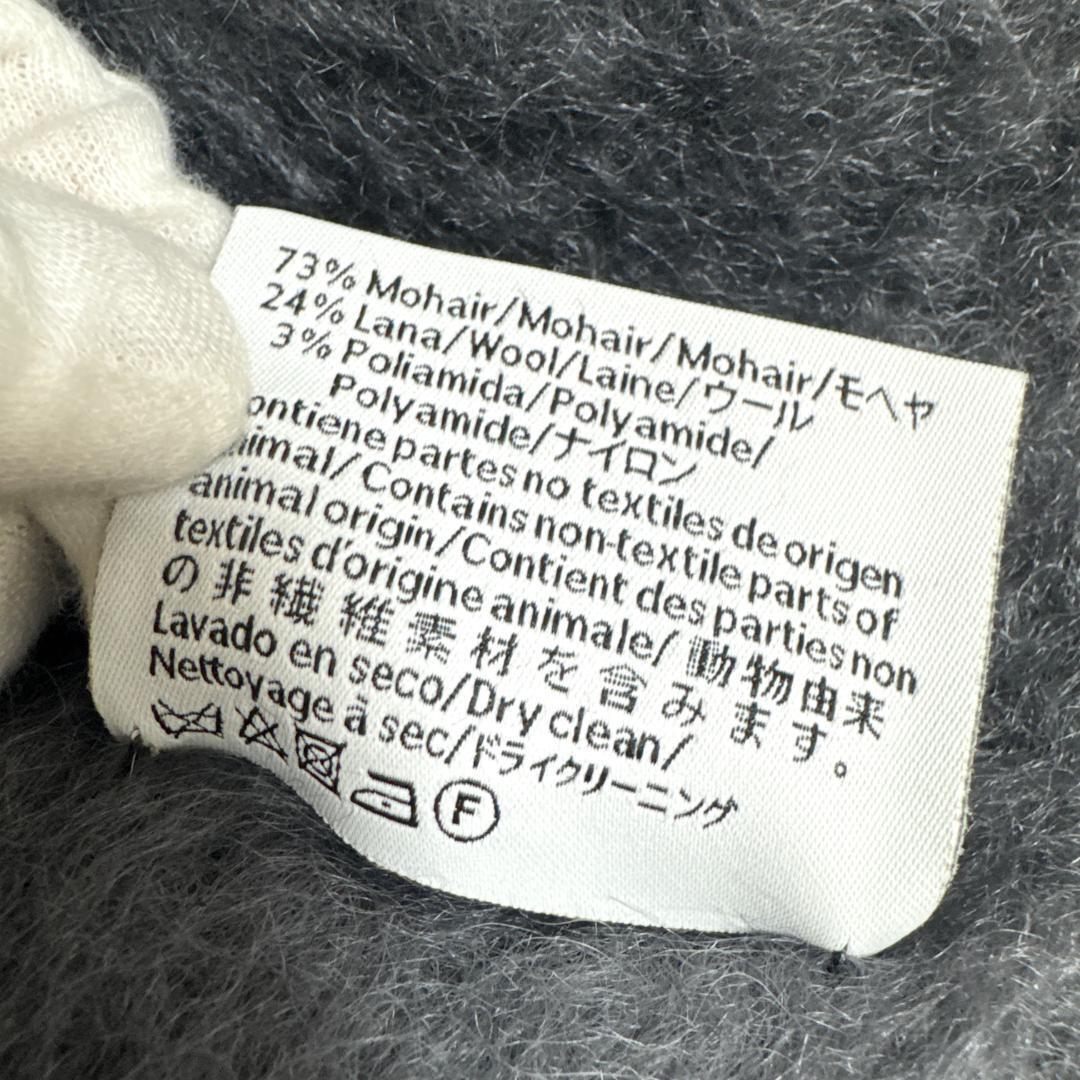 73% Mohair/Mohair/Mohair/モヘヤ
24% Lana/Wool/Laine/ウール
3% Poliamida/Polyamide/
Polyamide/ナイロン
ontiene partes no textiles de origen
nimal/ Contains non-textile parts of
animal origin/Contient des parties non
textiles d'origine animale/ 動物由来
の非繊維素材を含みます。
Lavado en seco/Dry clean/
Nettoyage à sec/ドライクリーニング
F